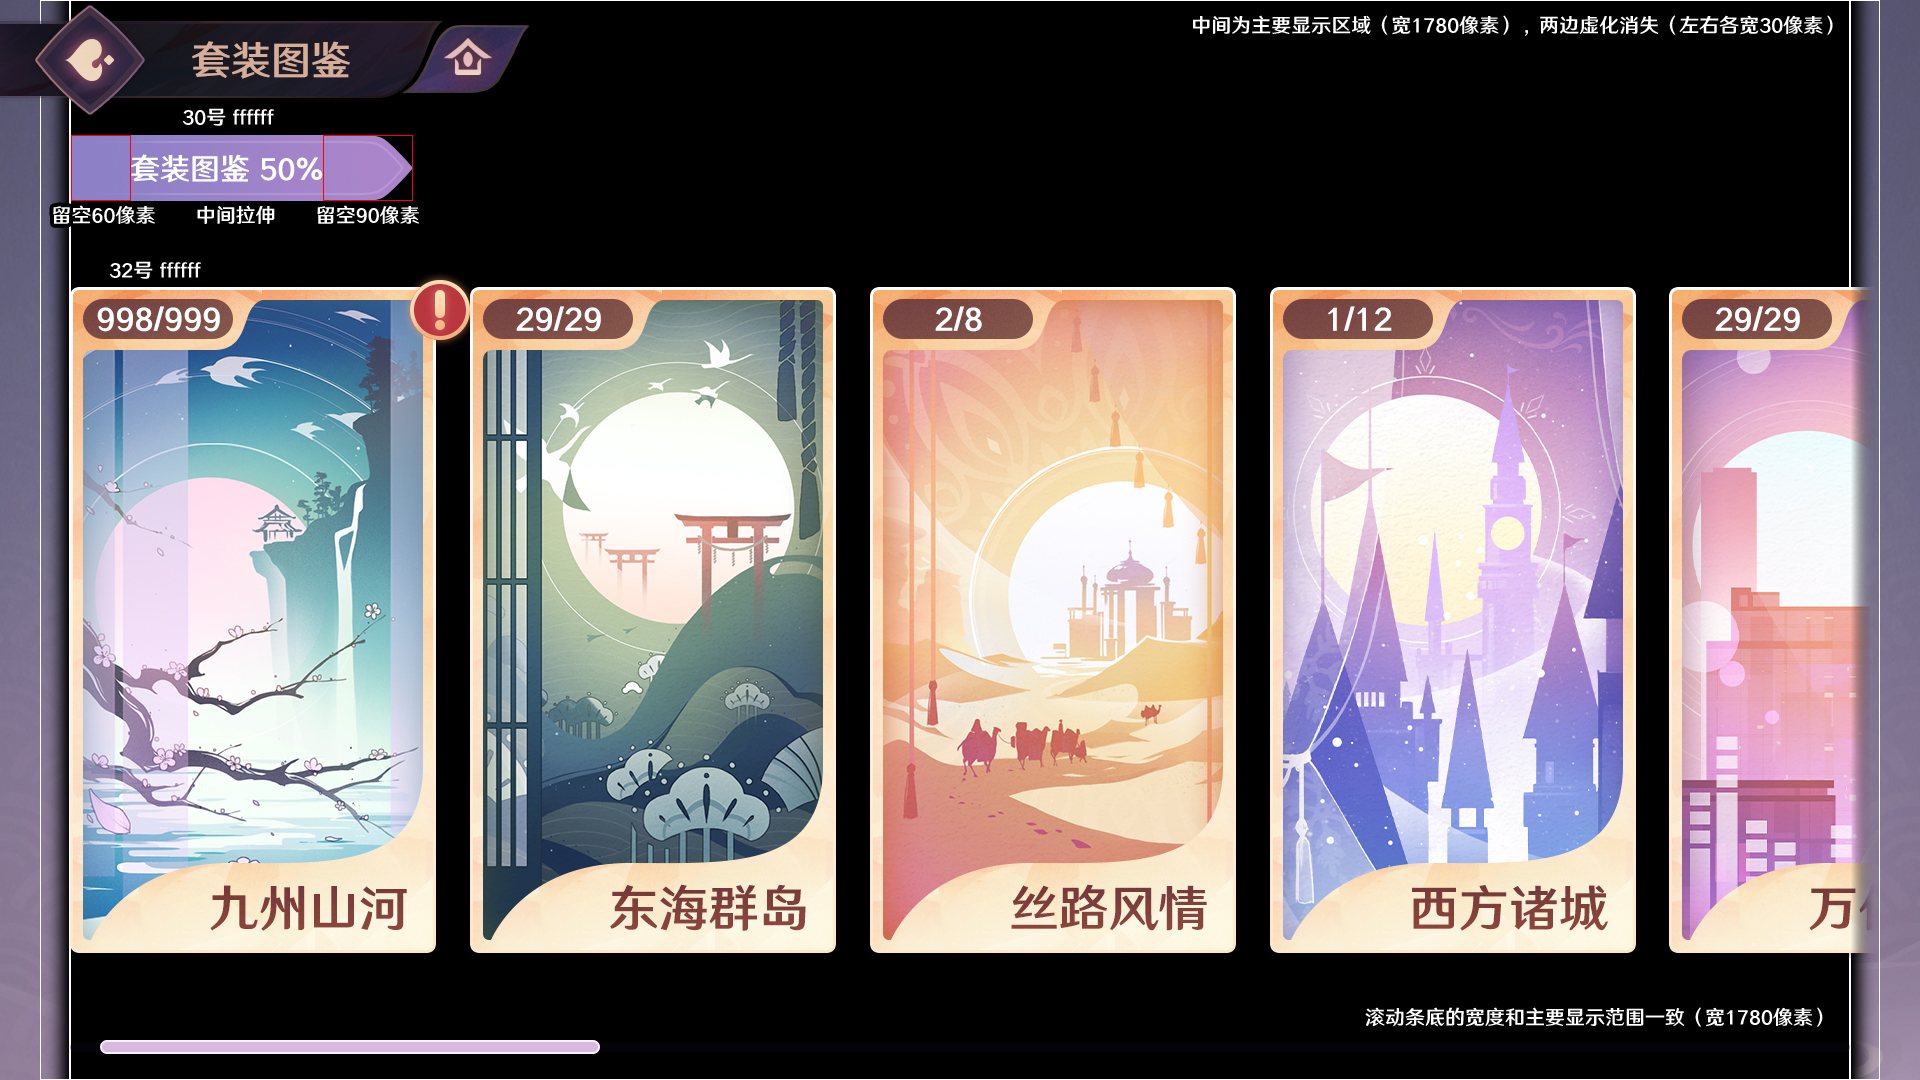 中间为主要显示区域（宽1780像素），两边虚化消失（左右各宽30像素）
套装图鉴
30号 ffffff
套装图鉴 50%
留空60像素 中间拉伸 留空90像素
32号 ffffff
998/999 29/29 2/8 1/12 29/29
九州山河 东海群岛 丝路风情 西方诸城 万
滚动条底的宽度和主要显示范围一致（宽1780像素）